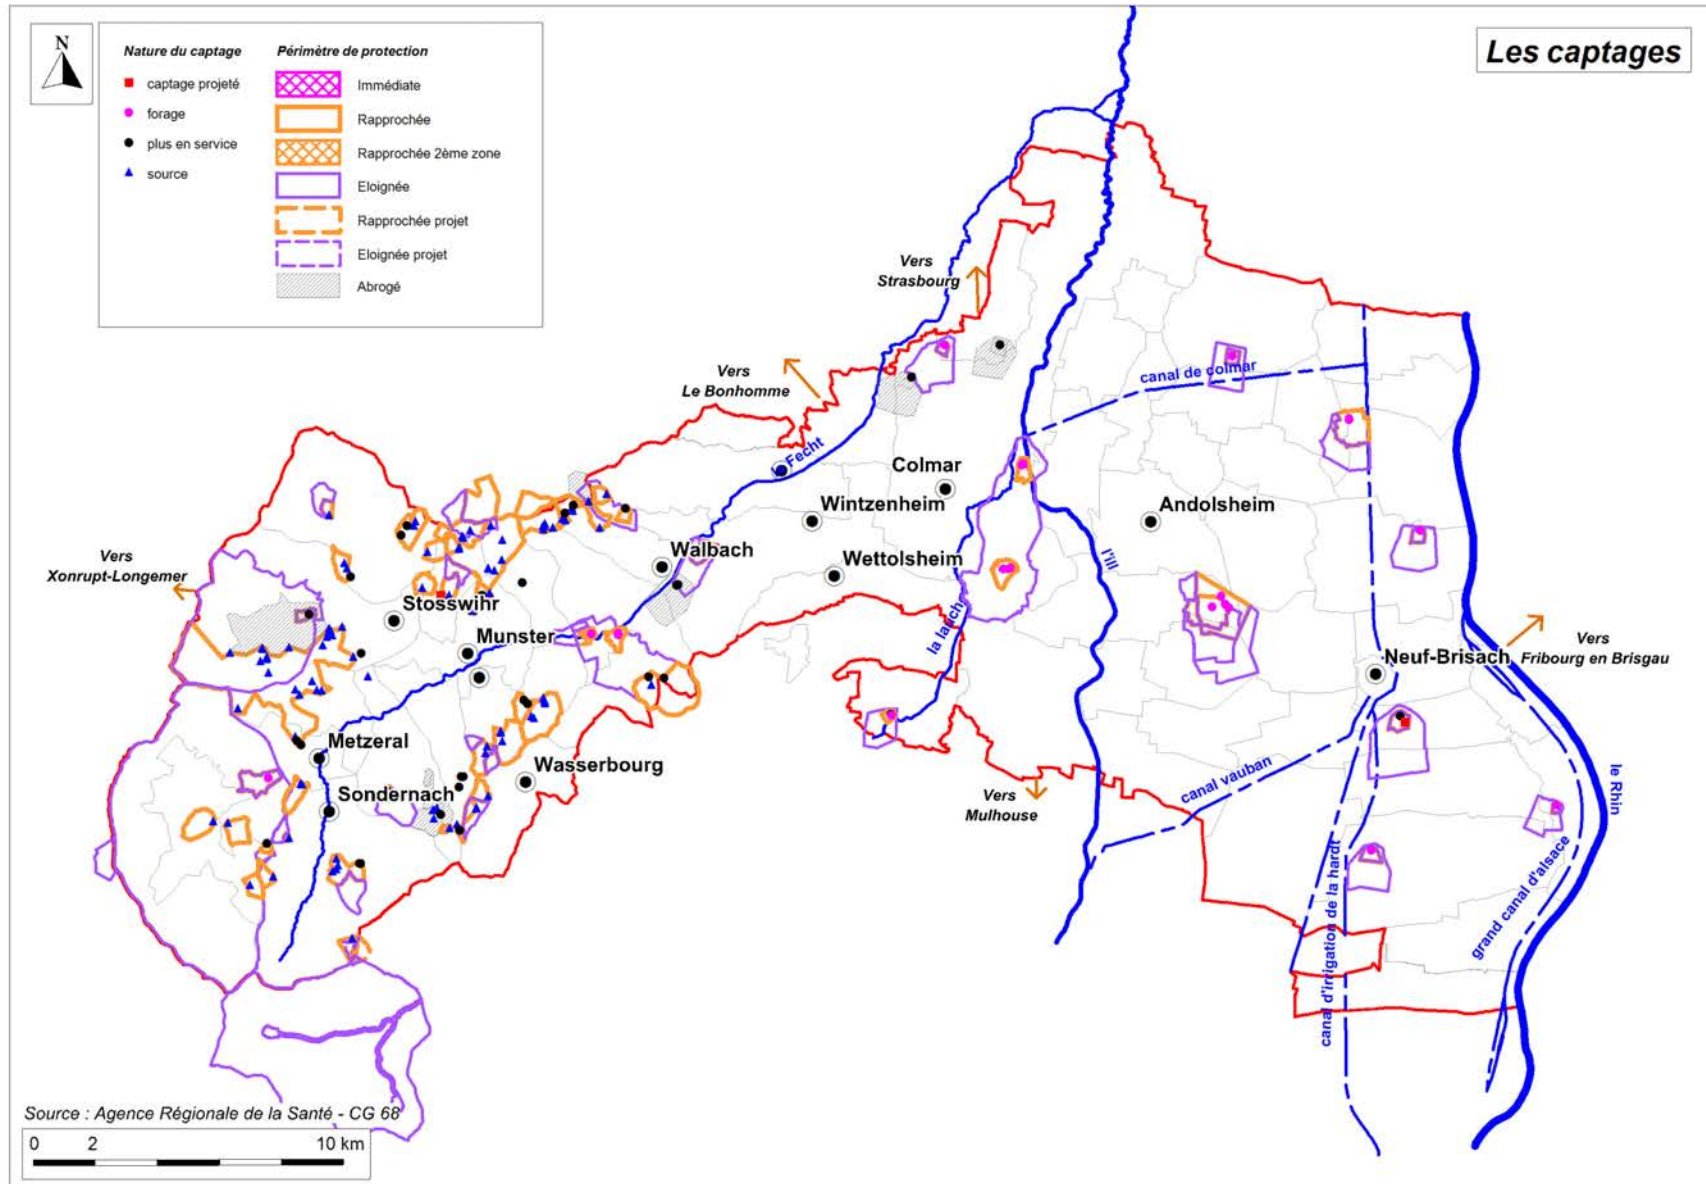 Les captages
N
Nature du captage
captage projeté
forage
plus en service
source
Périmètre de protection
Immédiate
Rapprochée
Rapprochée 2ème zone
Eloignée
Rapprochée projet
Eloignée projet
Abrogé
Vers
Strasbourg
Vers
Le Bonhomme
canal de colmar
La Fecht
Colmar
Wintzenheim
Andolsheim
Vers
Xonrupt-Longemer
Walbach
Wettolsheim
l'ill
Stosswihr
la lauch
Munster
Neuf-Brisach
Vers
Fribourg en Brisgau
Metzeral
Wasserbourg
Sondernach
Vers
Mulhouse
canal vauban
le Rhin
canal d'irrigation de la hardt
grand canal d'alsace
Source : Agence Régionale de la Santé - CG 68
0 2 10 km